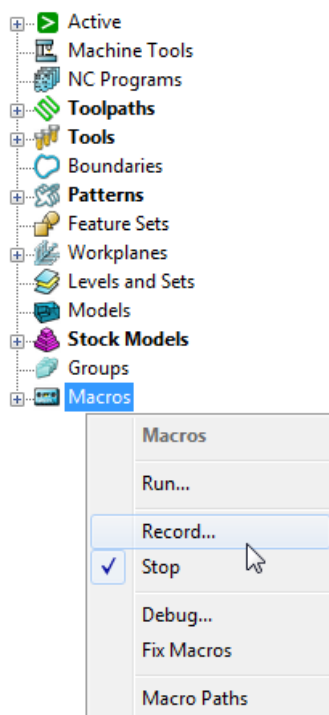 Active
Machine Tools
NC Programs
Toolpaths
Tools
Boundaries
Patterns
Feature Sets
Workplanes
Levels and Sets
Models
Stock Models
Groups
Macros
Macros
Run...
Record...
Stop
Debug...
Fix Macros
Macro Paths